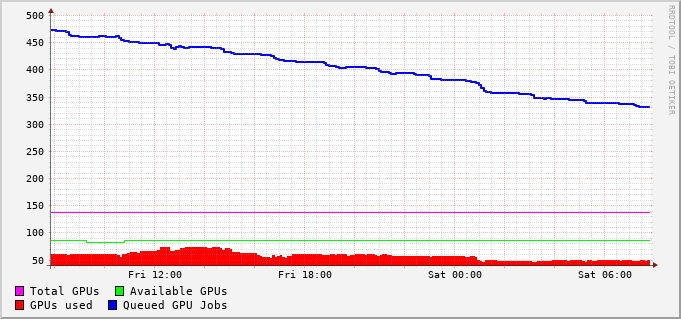 500
450
400
350
300
250
200
150
100
50
Fri 12:00 Fri 18:00 Sat 00:00 Sat 06:00
Total GPUs Available GPUs
GPUs used Queued GPU Jobs
RRDTOOL / TOBI OETIKER